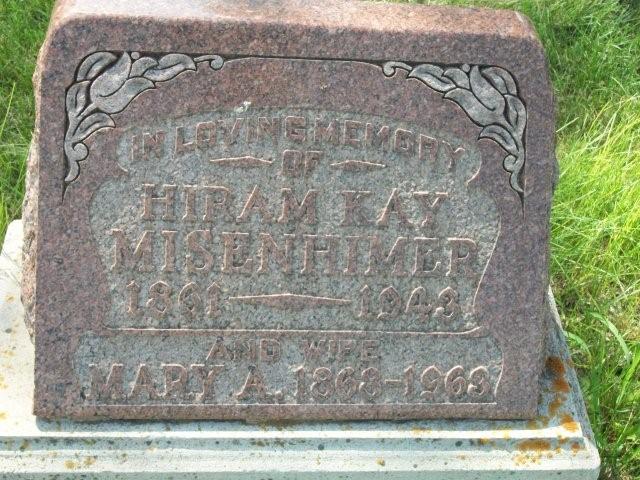 IN LOVING MEMORY
OF
HIRAM KAY
MISENHIMER
1861 — 1943
AND WIFE
MARY A. 1868-1963